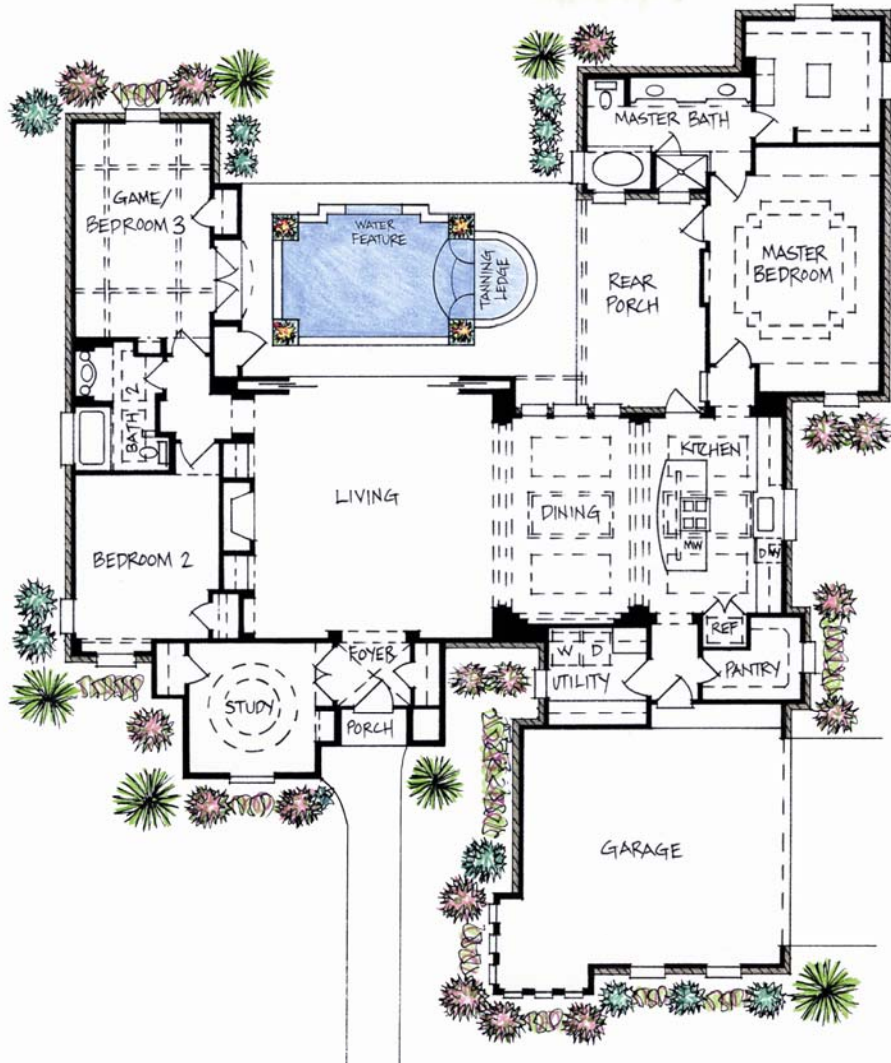 MASTER BATH
GAME/
BEDROOM 3
WATER
FEATURE
TANNING
LEDGE
REAR
PORCH
MASTER
BEDROOM
BATH 2
KITCHEN
LIVING
DINING
MW
DW
BEDROOM 2
REF
FOYER
W D
UTILITY
PANTRY
STUDY
PORCH
GARAGE